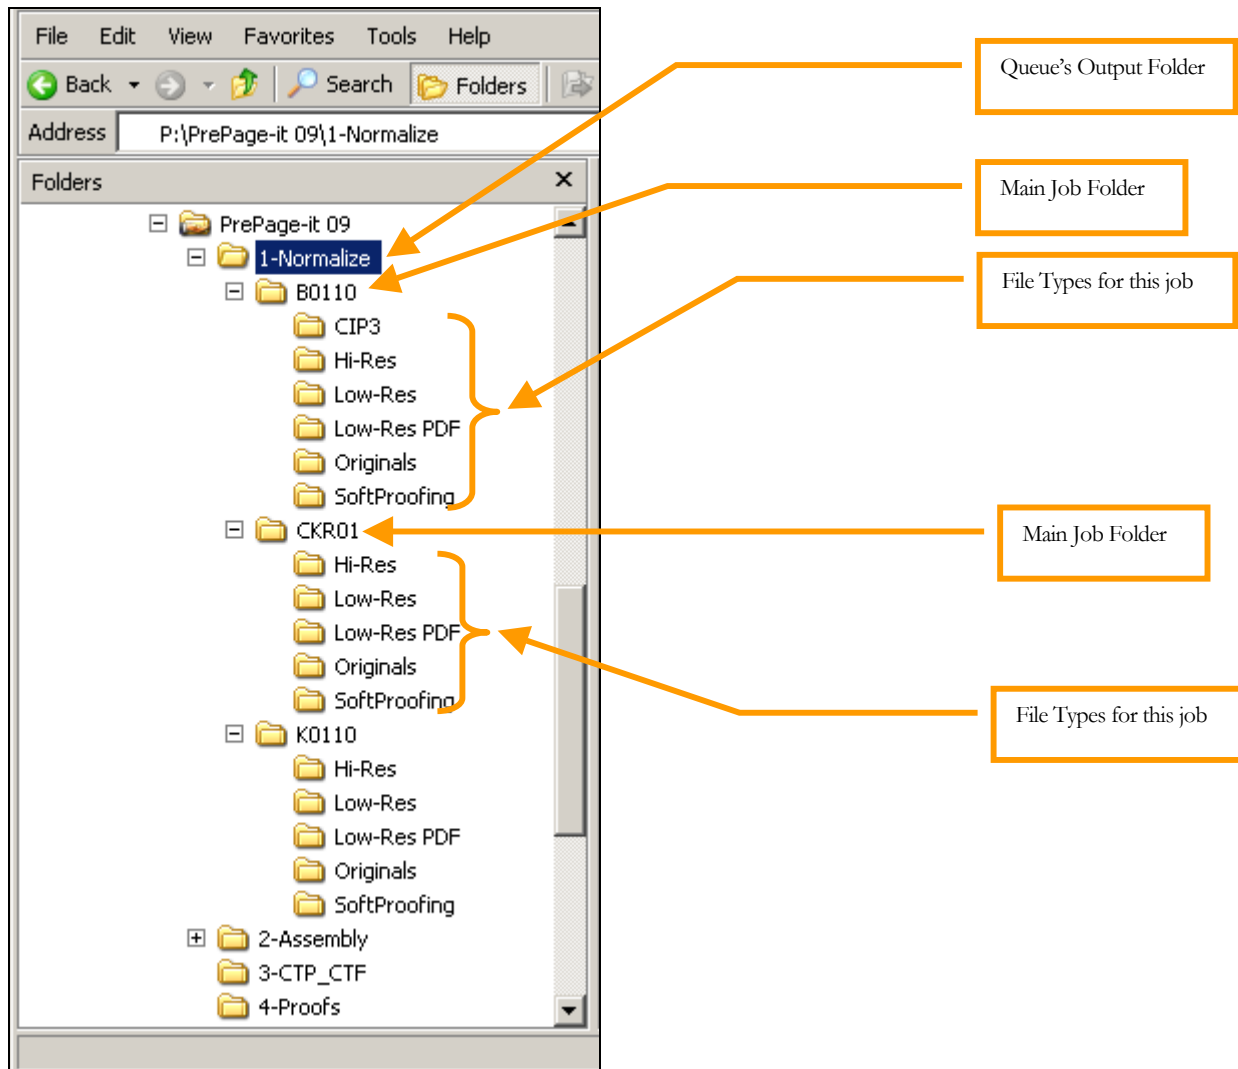 File Edit View Favorites Tools Help
Back Search Folders
Address P:\PrePage-it 09\1-Normalize
Folders
PrePage-it 09
1-Normalize
B0110
CIP3
Hi-Res
Low-Res
Low-Res PDF
Originals
SoftProofing
CKR01
Hi-Res
Low-Res
Low-Res PDF
Originals
SoftProofing
K0110
Hi-Res
Low-Res
Low-Res PDF
Originals
SoftProofing
2-Assembly
3-CTP_CTF
4-Proofs
Queue's Output Folder
Main Job Folder
File Types for this job
Main Job Folder
File Types for this job